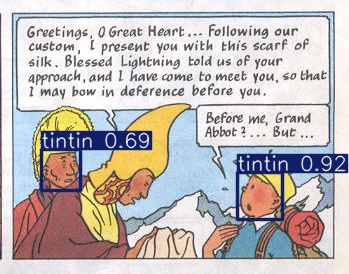 Greetings, O Great Heart... Following our
custom, I present you with this scarf of
silk. Blessed Lightning told us of your
approach, and I have come to meet you, so that
I may bow in deference before you.
Before me, Grand
Abbot?... But...
tintin 0.69
tintin 0.92